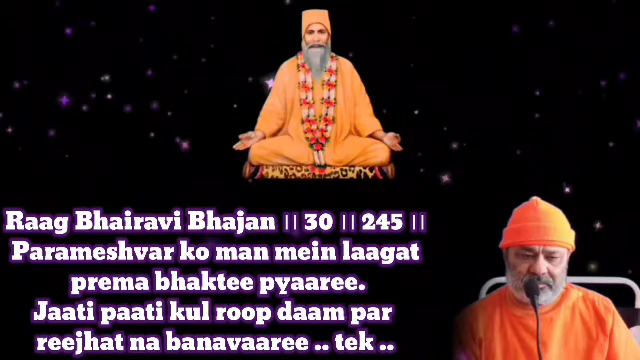 Raag Bhairavi Bhajan ।। 30 ।। 245 ।।
Parameshvar ko man mein laagat
prema bhaktee pyaaree.
Jaati paati kul roop daam par
reejhat na banavaaree .. tek ..